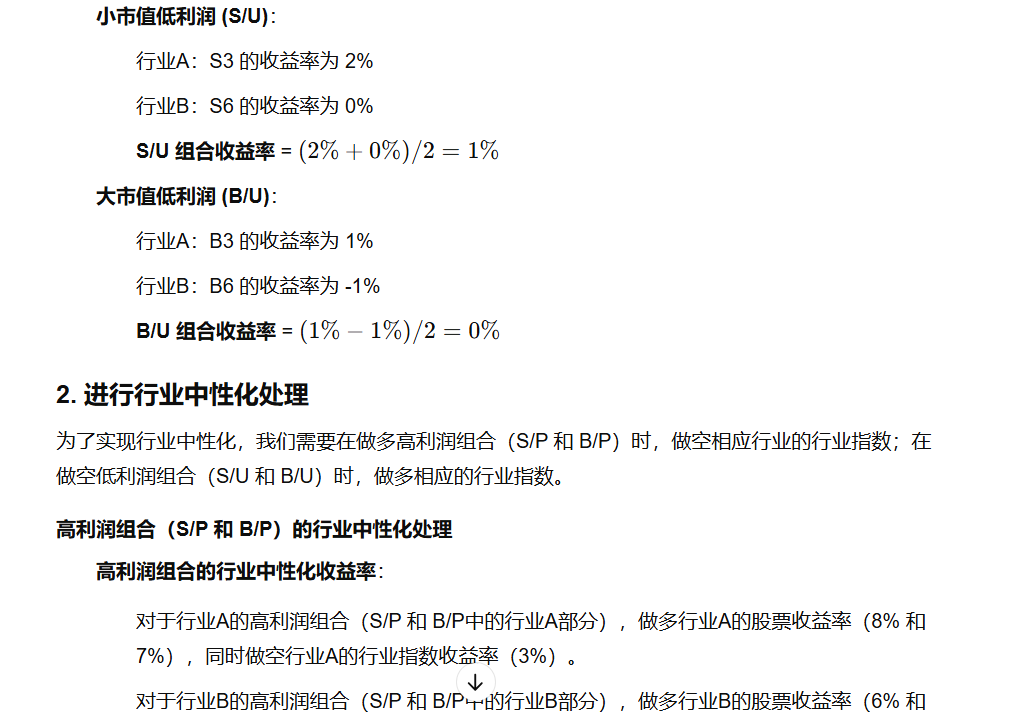 小市值低利润 (S/U)：
行业A：S3 的收益率为 2%
行业B：S6 的收益率为 0%
S/U 组合收益率 = (2% + 0%)/2 = 1%
大市值低利润 (B/U)：
行业A：B3 的收益率为 1%
行业B：B6 的收益率为 -1%
B/U 组合收益率 = (1% − 1%)/2 = 0%
2. 进行行业中性化处理
为了实现行业中性化，我们需要在做多高利润组合（S/P 和 B/P）时，做空相应行业的行业指数；在
做空低利润组合（S/U 和 B/U）时，做多相应的行业指数。
高利润组合（S/P 和 B/P）的行业中性化处理
高利润组合的行业中性化收益率：
对于行业A的高利润组合（S/P 和 B/P中的行业A部分），做多行业A的股票收益率（8% 和
7%），同时做空行业A的行业指数收益率（3%）。
对于行业B的高利润组合（S/P 和 B/P中的行业B部分），做多行业B的股票收益率（6% 和